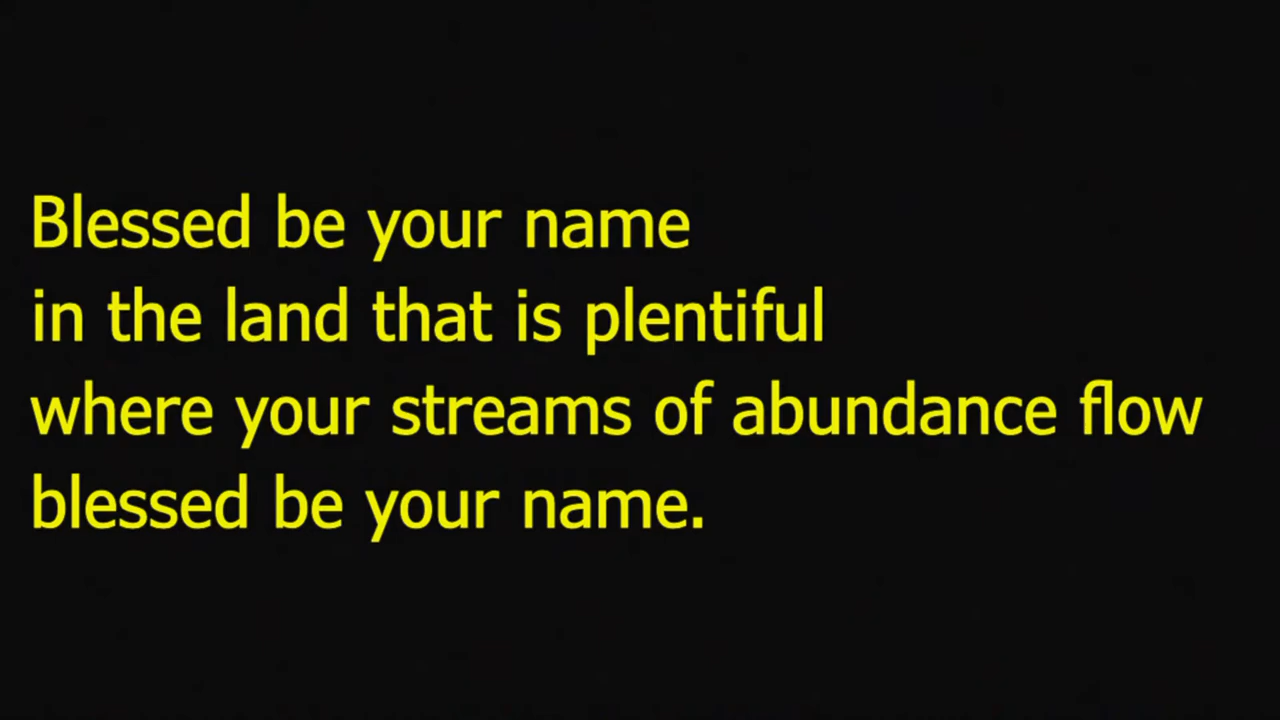 Blessed be your name
in the land that is plentiful
where your streams of abundance flow
blessed be your name.